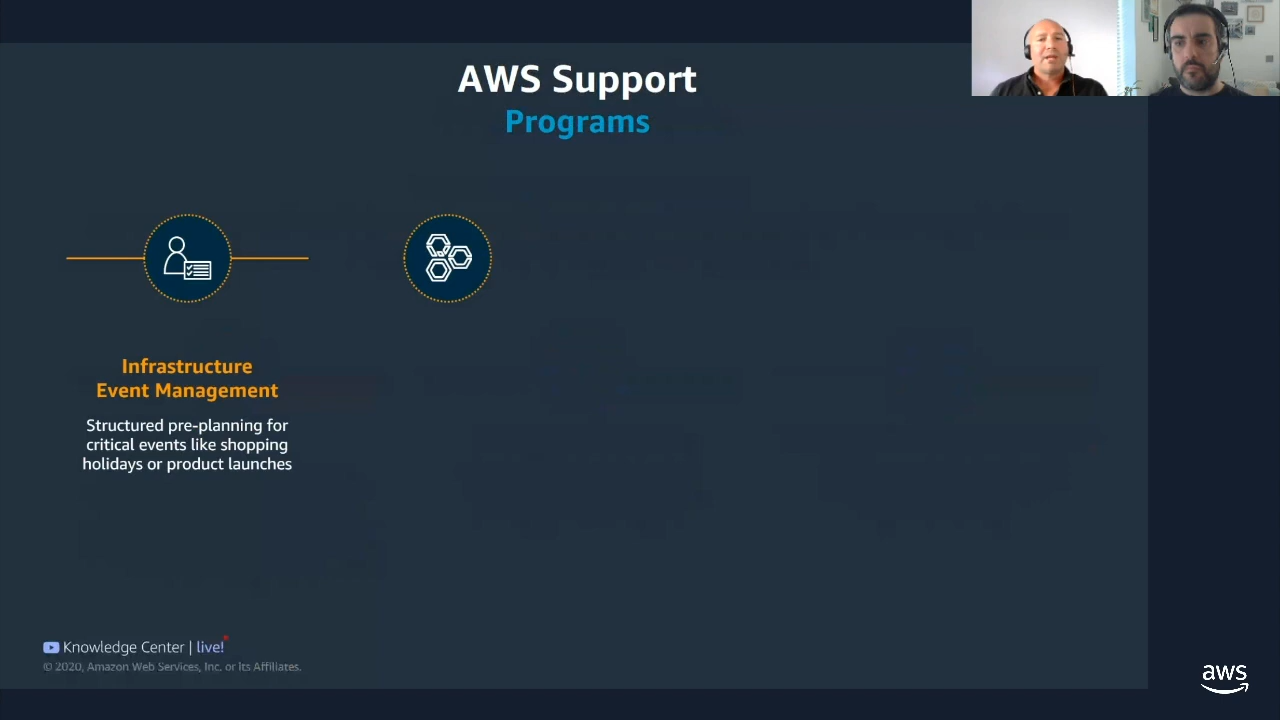 AWS Support
Programs
Infrastructure
Event Management
Structured pre-planning for
critical events like shopping
holidays or product launches
Knowledge Center | live!
© 2020, Amazon Web Services, Inc. or its Affiliates.
aws